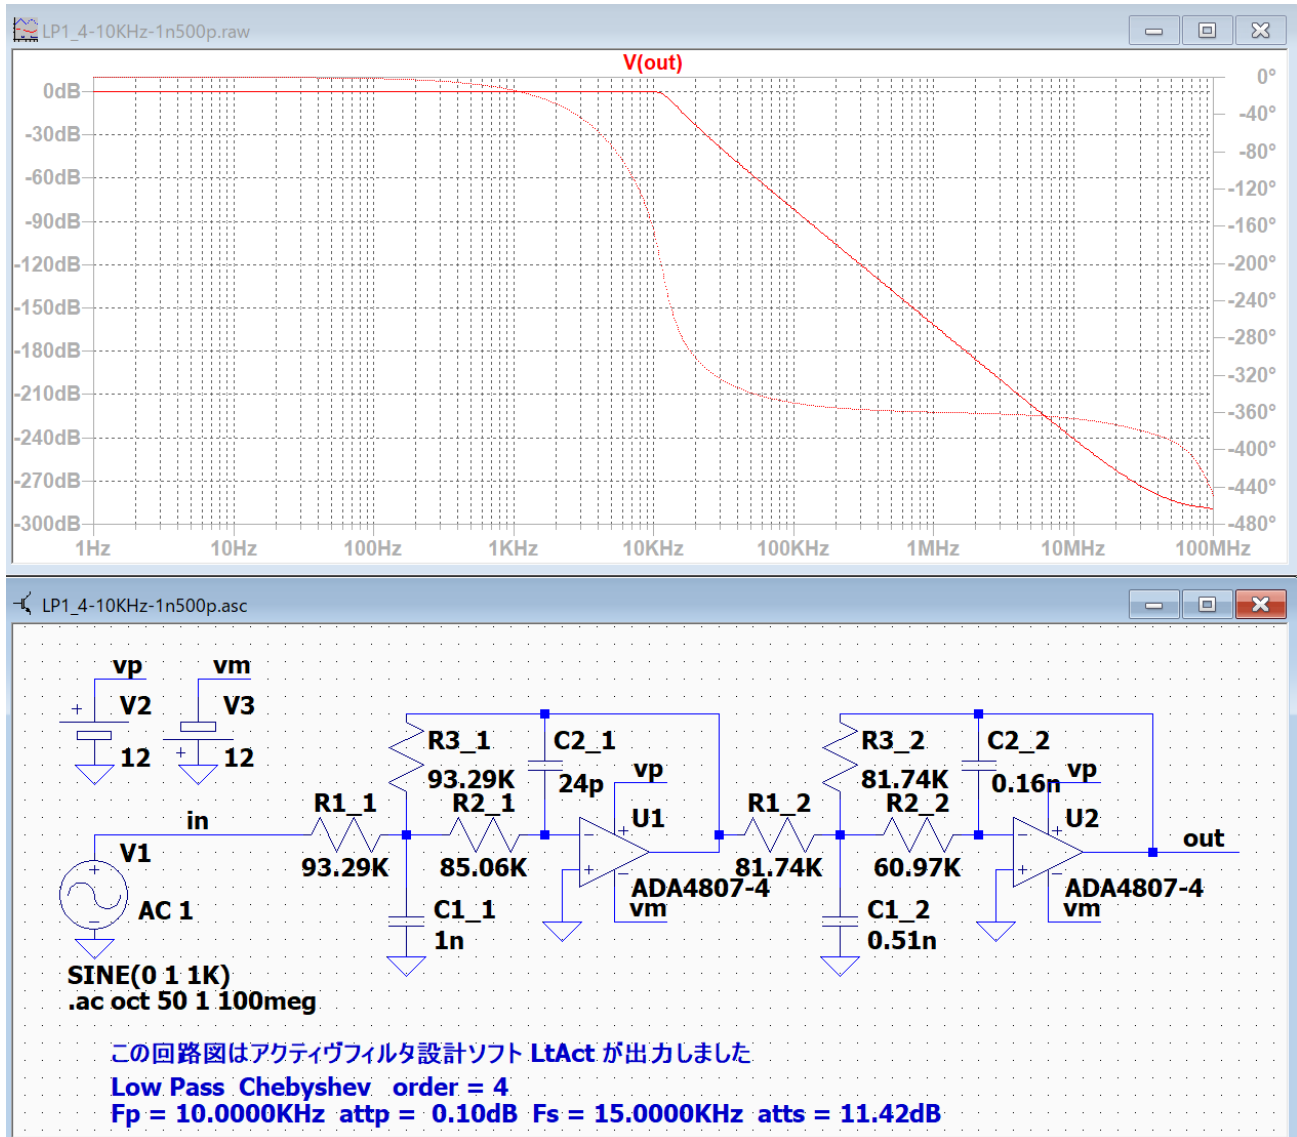 LP1_4-10KHz-1n500p.raw
V(out)
0dB
-30dB
-60dB
-90dB
-120dB
-150dB
-180dB
-210dB
-240dB
-270dB
-300dB
0°
-40°
-80°
-120°
-160°
-200°
-240°
-280°
-320°
-360°
-400°
-440°
-480°
1Hz 10Hz 100Hz 1KHz 10KHz 100KHz 1MHz 10MHz 100MHz
LP1_4-10KHz-1n500p.asc
vp
V2
12
vm
V3
12
in
V1
AC 1
SINE(0 1 1K)
.ac oct 50 1 100meg
R1_1
93.29K
R3_1
93.29K
R2_1
85.06K
C1_1
1n
C2_1
24p
vp
U1
ADA4807-4
vm
R1_2
81.74K
R3_2
81.74K
R2_2
60.97K
C1_2
0.51n
C2_2
0.16n
vp
U2
ADA4807-4
vm
out
この回路図はアクティヴフィルタ設計ソフト LtAct が出力しました
Low Pass Chebyshev order = 4
Fp = 10.0000KHz attp = 0.10dB Fs = 15.0000KHz atts = 11.42dB